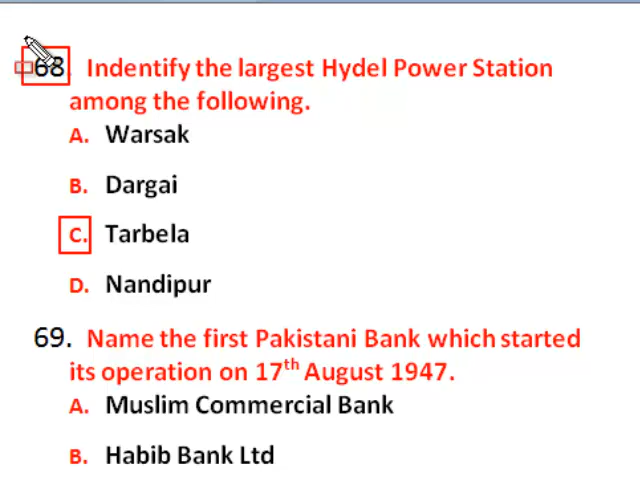 68. Indentify the largest Hydel Power Station
among the following.
A. Warsak
B. Dargai
C. Tarbela
D. Nandipur
69. Name the first Pakistani Bank which started
its operation on 17th August 1947.
A. Muslim Commercial Bank
B. Habib Bank Ltd